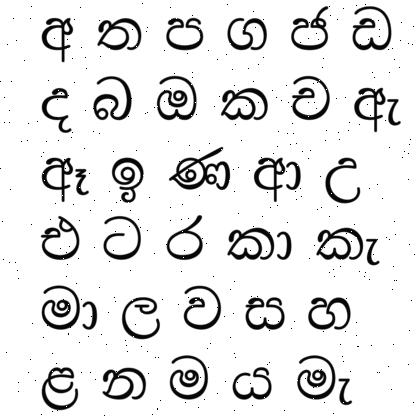 අ ත ප ග ජ ඩ
ද බ ඔ ක ච ඇ
ඈ ඉ ණ ආ උ
එ ට ර කා කැ
මා ල ව ස හ
ළ න ම ය මැ